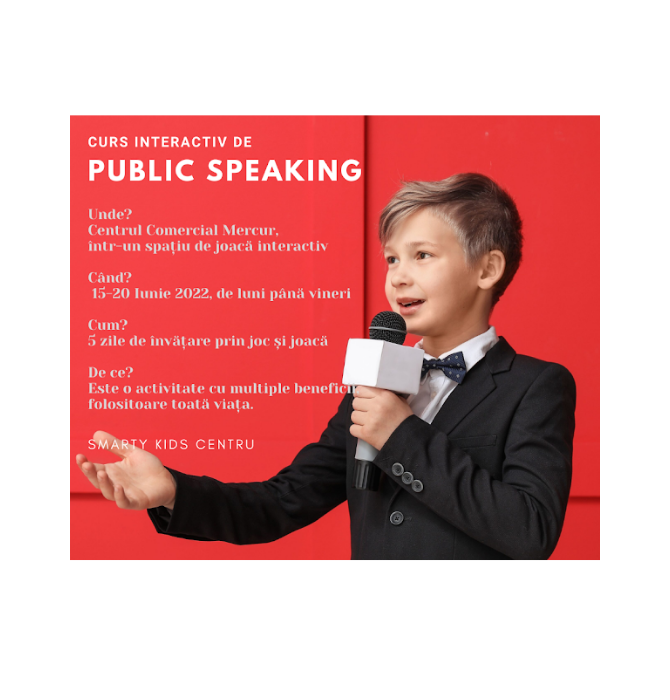 CURS INTERACTIV DE
PUBLIC SPEAKING
Unde?
Centrul Comercial Mercur,
într-un spațiu de joacă interactiv
Când?
15-20 Iunie 2022, de luni până vineri
Cum?
5 zile de învățare prin joc și joacă
De ce?
Este o activitate cu multiple beneficii
folositoare toată viața.
SMARTY KIDS CENTRU